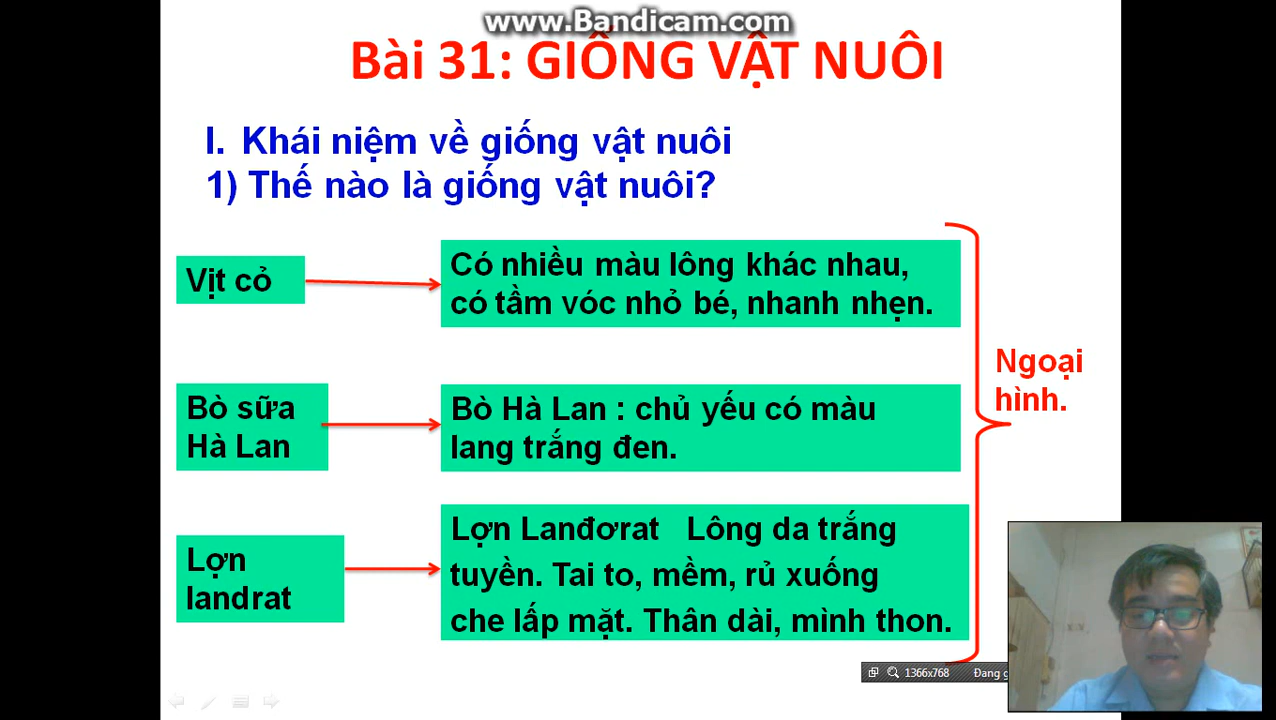 www.Bandicam.com
Bài 31: GIỐNG VẬT NUÔI
I. Khái niệm về giống vật nuôi
1) Thế nào là giống vật nuôi?
Vịt cỏ
Có nhiều màu lông khác nhau,
có tầm vóc nhỏ bé, nhanh nhẹn.
Bò sữa
Hà Lan
Bò Hà Lan : chủ yếu có màu
lang trắng đen.
Lợn
landrat
Lợn Lanđơrat Lông da trắng
tuyền. Tai to, mềm, rủ xuống
che lấp mặt. Thân dài, mình thon.
Ngoại
hình.
1366x768 Đang